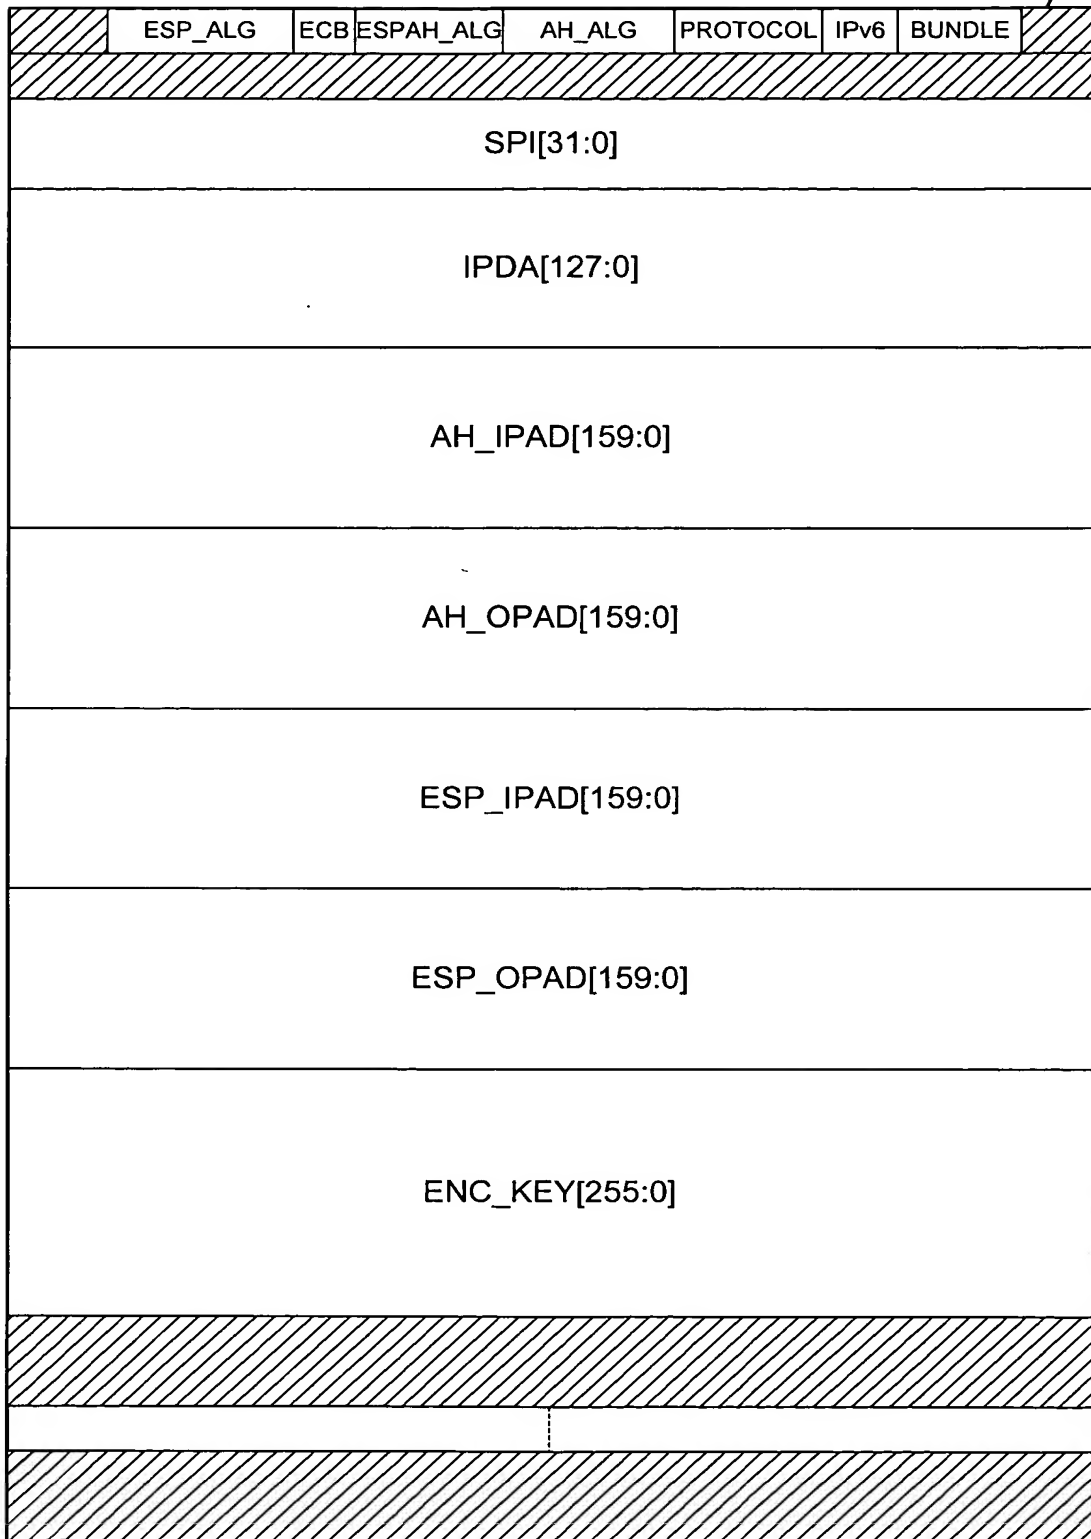 ESP_ALG ECB ESPAH_ALG AH_ALG PROTOCOL IPv6 BUNDLE
SPI[31:0]
IPDA[127:0]
AH_IPAD[159:0]
AH_OPAD[159:0]
ESP_IPAD[159:0]
ESP_OPAD[159:0]
ENC_KEY[255:0]